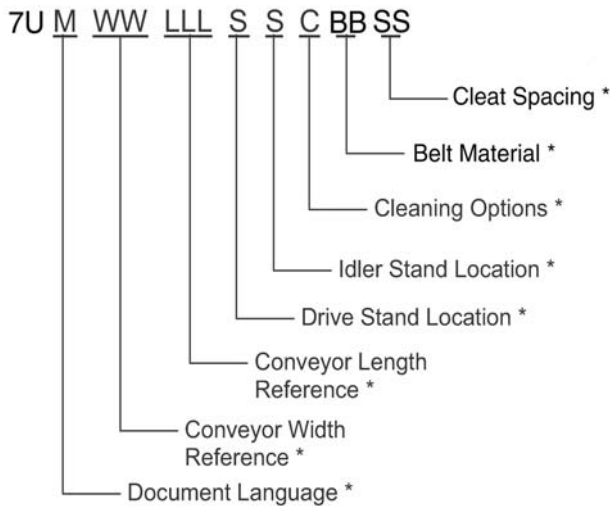 7U M WW LLL S S C BB SS
Cleat Spacing *
Belt Material *
Cleaning Options *
Idler Stand Location *
Drive Stand Location *
Conveyor Length
Reference *
Conveyor Width
Reference *
Document Language *